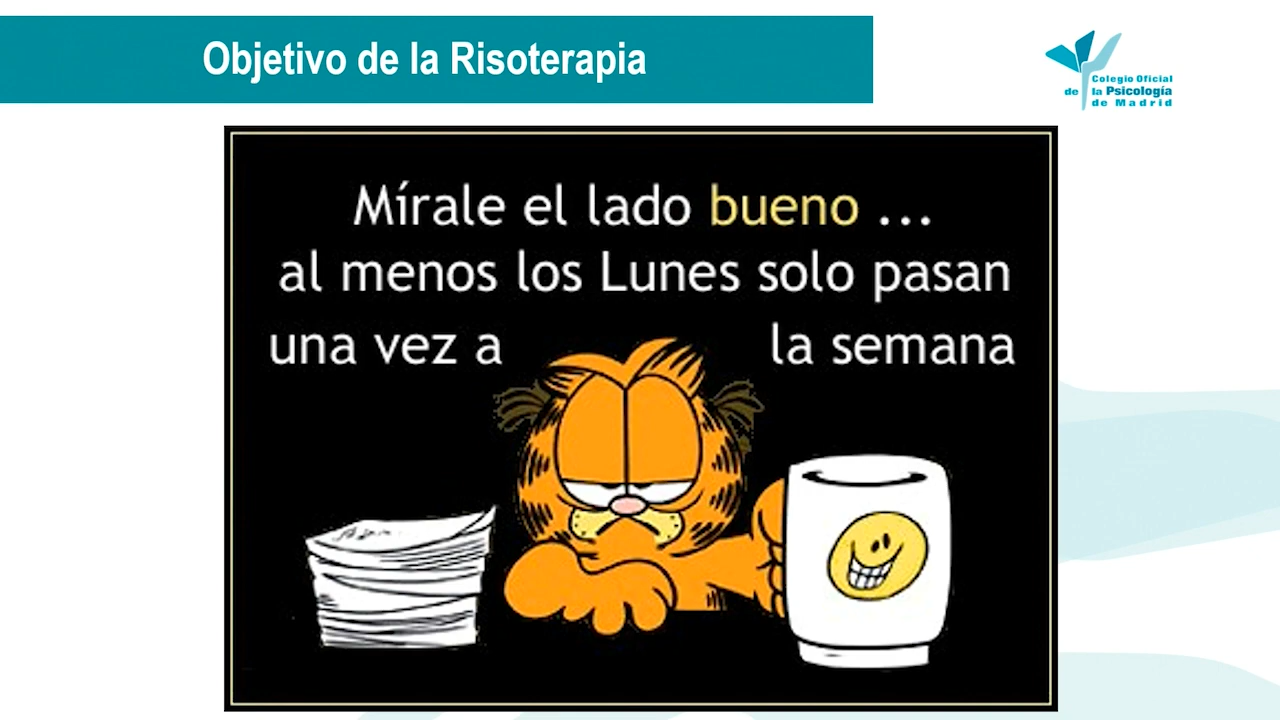 Objetivo de la Risoterapia
Colegio Oficial
de la Psicología
de Madrid
Mírale el lado bueno ...
al menos los Lunes solo pasan
una vez a la semana